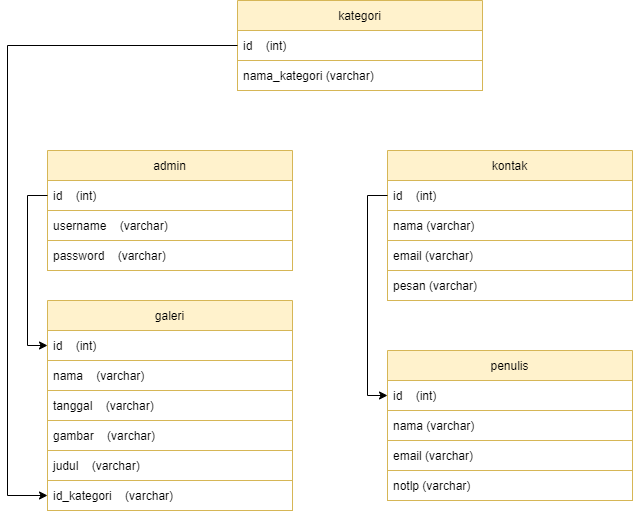 kategori
id (int)
nama_kategori (varchar)
admin
id (int)
username (varchar)
password (varchar)
kontak
id (int)
nama (varchar)
email (varchar)
pesan (varchar)
galeri
id (int)
nama (varchar)
tanggal (varchar)
gambar (varchar)
judul (varchar)
id_kategori (varchar)
penulis
id (int)
nama (varchar)
email (varchar)
notlp (varchar)